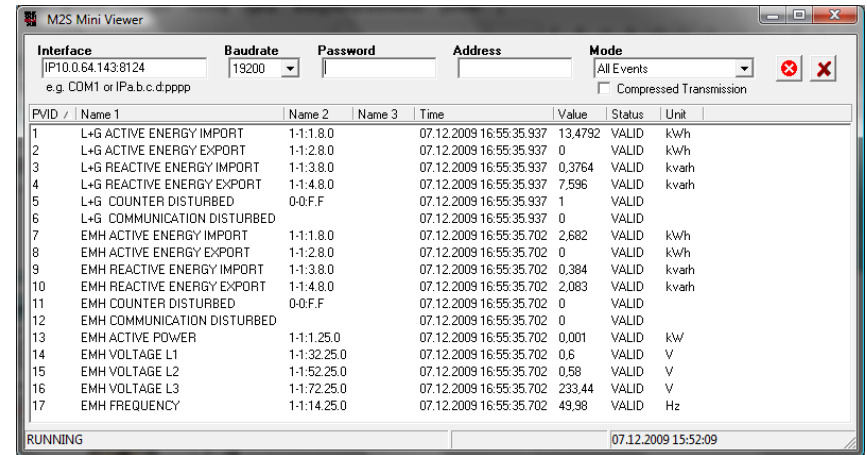 M2S Mini Viewer
Interface Baudrate Password Address Mode
IP10.0.64.143:8124 19200 All Events
e.g. COM1 or IPa.b.c.d:pppp Compressed Transmission
PVID / Name 1 Name 2 Name 3 Time Value Status Unit
1 L+G ACTIVE ENERGY IMPORT 1-1:1.8.0 07.12.2009 16:55:35.937 13,4792 VALID kWh
2 L+G ACTIVE ENERGY EXPORT 1-1:2.8.0 07.12.2009 16:55:35.937 0 VALID kWh
3 L+G REACTIVE ENERGY IMPORT 1-1:3.8.0 07.12.2009 16:55:35.937 0,3764 VALID kvarh
4 L+G REACTIVE ENERGY EXPORT 1-1:4.8.0 07.12.2009 16:55:35.937 7,596 VALID kvarh
5 L+G COUNTER DISTURBED 0-0:F.F 07.12.2009 16:55:35.937 1 VALID
6 L+G COMMUNICATION DISTURBED 07.12.2009 16:55:35.937 0 VALID
7 EMH ACTIVE ENERGY IMPORT 1-1:1.8.0 07.12.2009 16:55:35.702 2,682 VALID kWh
8 EMH ACTIVE ENERGY EXPORT 1-1:2.8.0 07.12.2009 16:55:35.702 0 VALID kWh
9 EMH REACTIVE ENERGY IMPORT 1-1:3.8.0 07.12.2009 16:55:35.702 0,384 VALID kvarh
10 EMH REACTIVE ENERGY EXPORT 1-1:4.8.0 07.12.2009 16:55:35.702 2,083 VALID kvarh
11 EMH COUNTER DISTURBED 0-0:F.F 07.12.2009 16:55:35.702 0 VALID
12 EMH COMMUNICATION DISTURBED 07.12.2009 16:55:35.702 0 VALID
13 EMH ACTIVE POWER 1-1:1.25.0 07.12.2009 16:55:35.702 0,001 VALID kW
14 EMH VOLTAGE L1 1-1:32.25.0 07.12.2009 16:55:35.702 0,6 VALID V
15 EMH VOLTAGE L2 1-1:52.25.0 07.12.2009 16:55:35.702 0,58 VALID V
16 EMH VOLTAGE L3 1-1:72.25.0 07.12.2009 16:55:35.702 233,44 VALID V
17 EMH FREQUENCY 1-1:14.25.0 07.12.2009 16:55:35.702 49,98 VALID Hz
RUNNING 07.12.2009 15:52:09